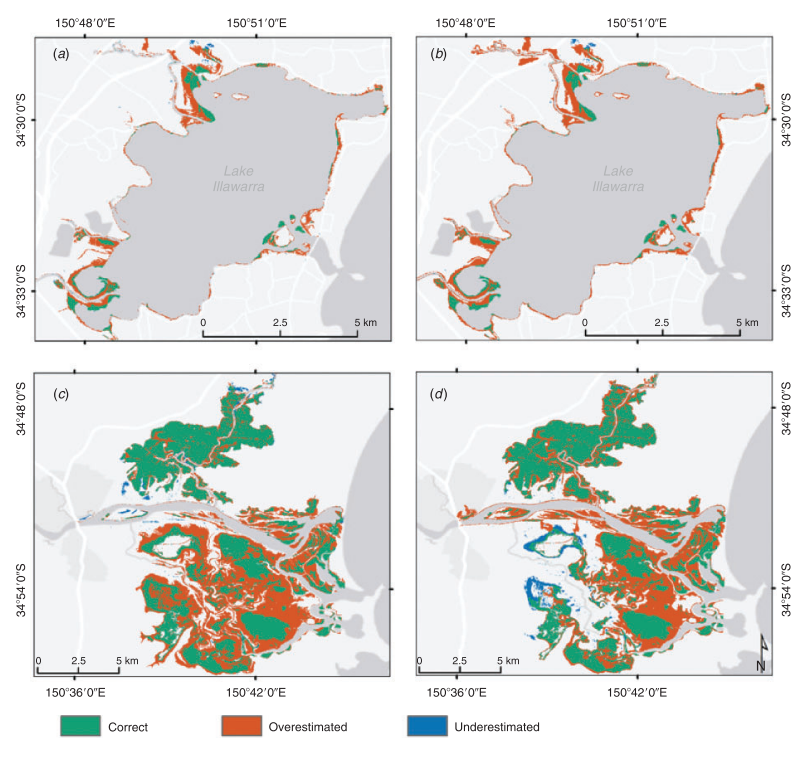 150°48′0″E 150°51′0″E 150°48′0″E 150°51′0″E
(a) (b)
34°30′0″S 34°30′0″S
Lake Illawarra
Lake Illawarra
34°33′0″S 34°33′0″S
0 2.5 5 km
0 2.5 5 km
(c) (d)
34°48′0″S 34°48′0″S
34°54′0″S 34°54′0″S
0 2.5 5 km
0 2.5 5 km
N
150°36′0″E 150°42′0″E 150°36′0″E 150°42′0″E
Correct Overestimated Underestimated